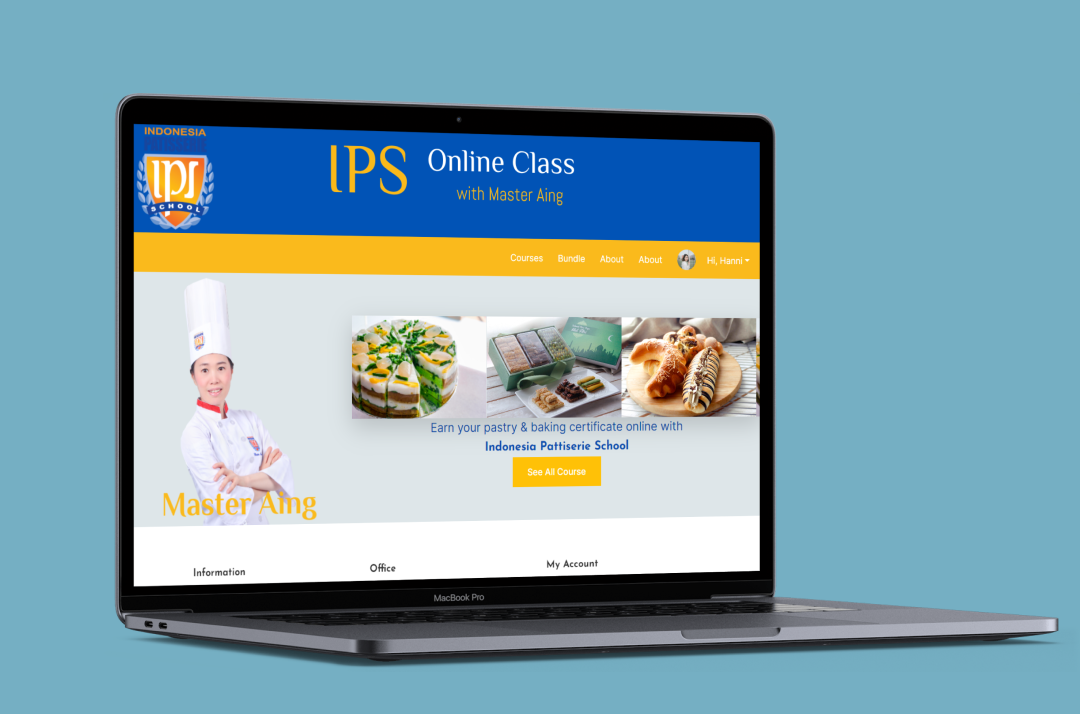 INDONESIA
IPS
SCHOOL
IPS Online Class
with Master Aing
Courses Bundle About About Hi, Hanni
Earn your pastry & baking certificate online with
Indonesia Pattiserie School
See All Course
Master Aing
Information Office My Account
MacBook Pro